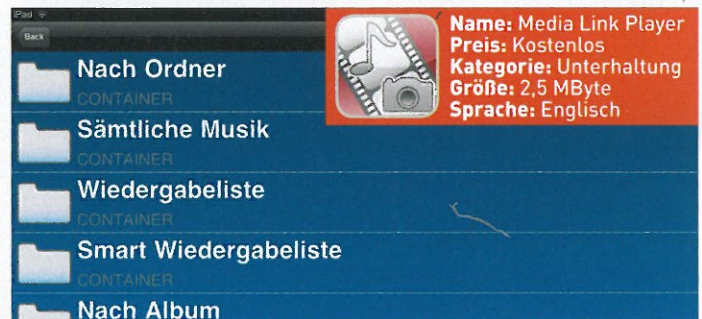 iPad
Back
Name: Media Link Player
Preis: Kostenlos
Kategorie: Unterhaltung
Größe: 2,5 MByte
Sprache: Englisch
Nach Ordner
CONTAINER
Sämtliche Musik
CONTAINER
Wiedergabeliste
CONTAINER
Smart Wiedergabeliste
CONTAINER
Nach Album